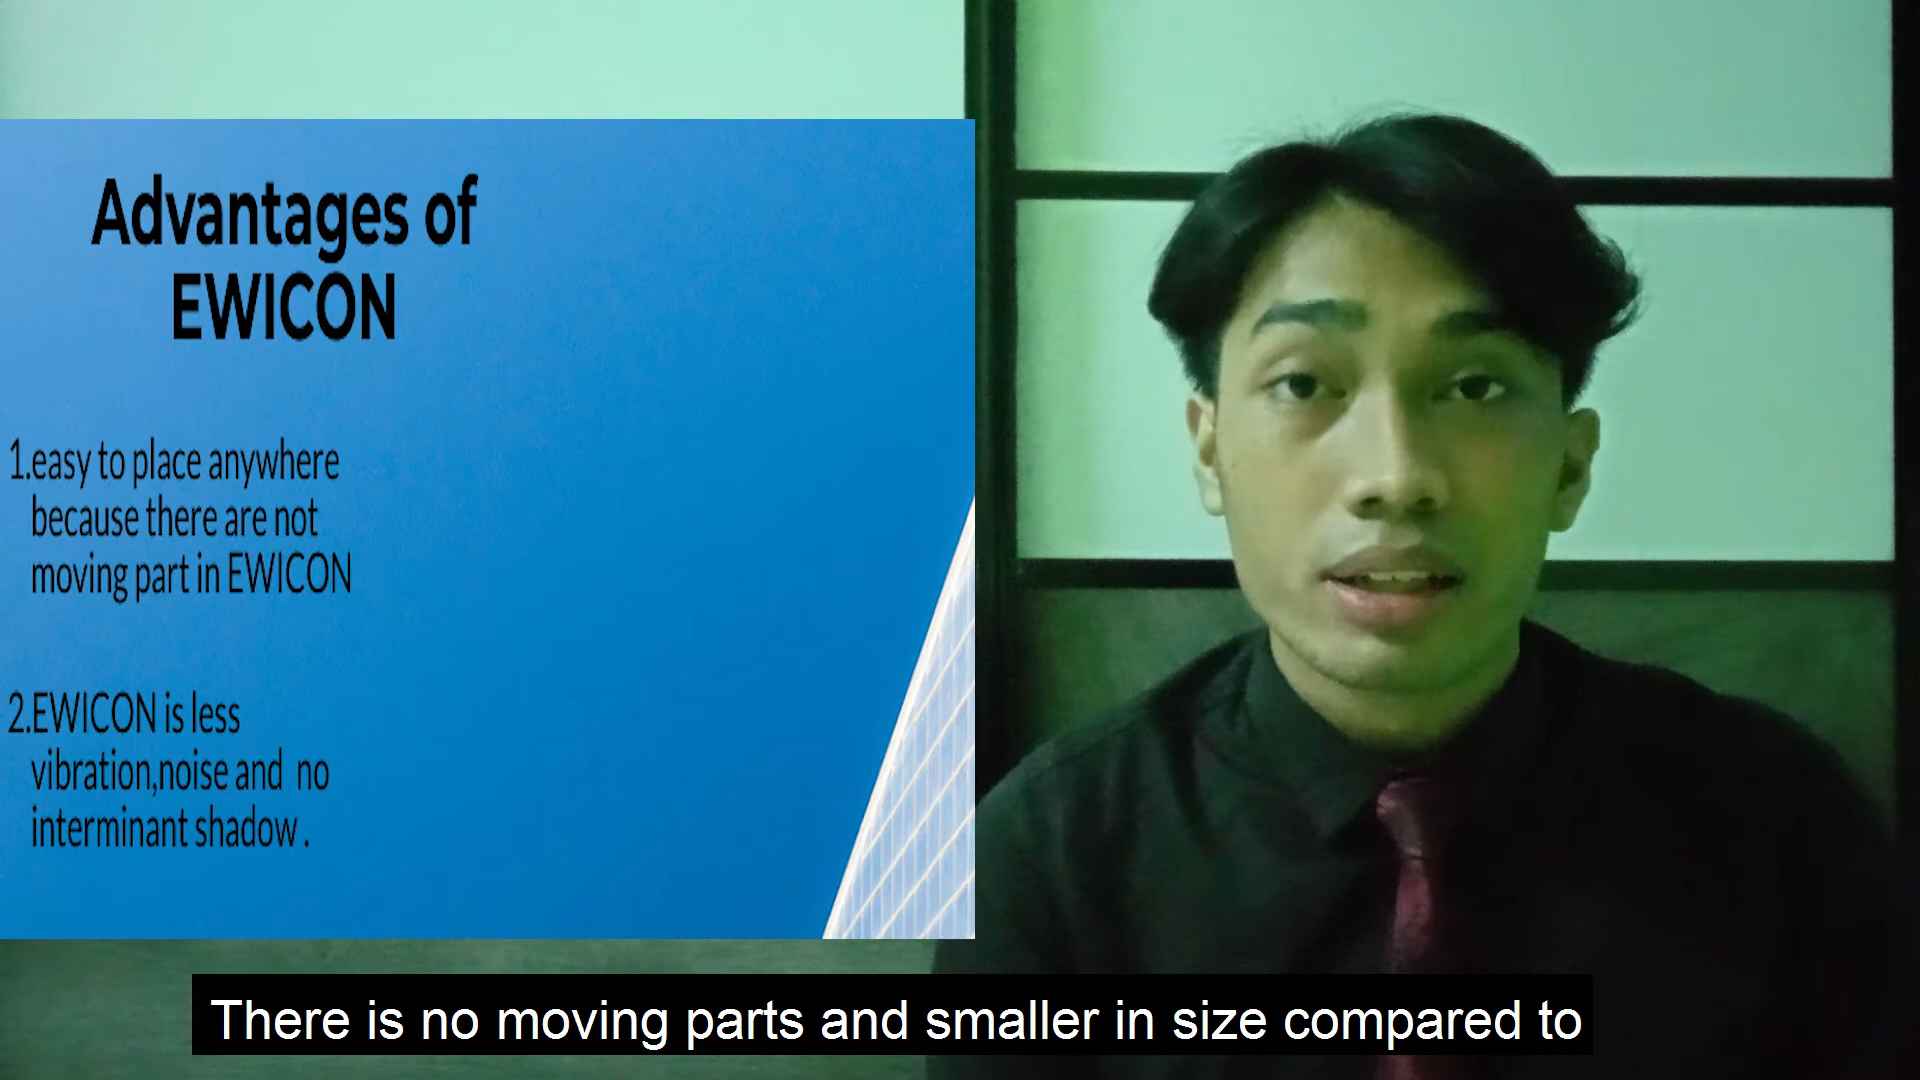 Advantages of
EWICON
1.easy to place anywhere
because there are not
moving part in EWICON
2.EWICON is less
vibration,noise and  no
interminant shadow .
There is no moving parts and smaller in size compared to